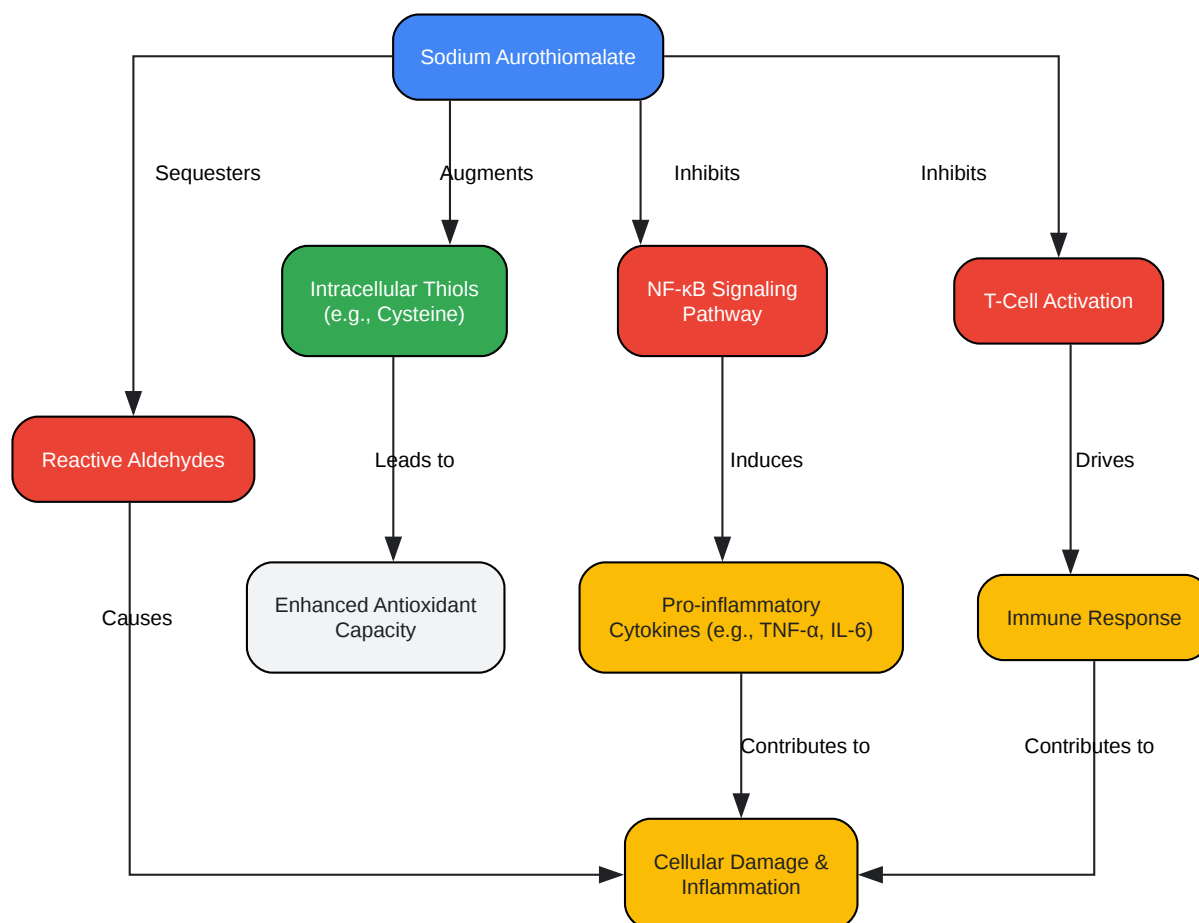 Sodium Aurothiomalate
Sequesters
Augments
Inhibits
Inhibits
Intracellular Thiols
(e.g., Cysteine)
NF-κB Signaling
Pathway
T-Cell Activation
Reactive Aldehydes
Leads to
Induces
Drives
Causes
Enhanced Antioxidant
Capacity
Pro-inflammatory
Cytokines (e.g., TNF-α, IL-6)
Immune Response
Contributes to
Contributes to
Cellular Damage &
Inflammation